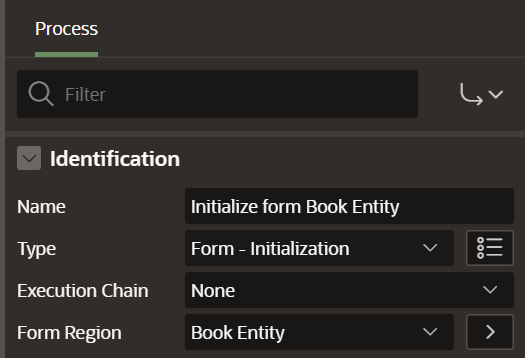 Process
Filter
Identification
Name Initialize form Book Entity
Type Form - Initialization
Execution Chain None
Form Region Book Entity